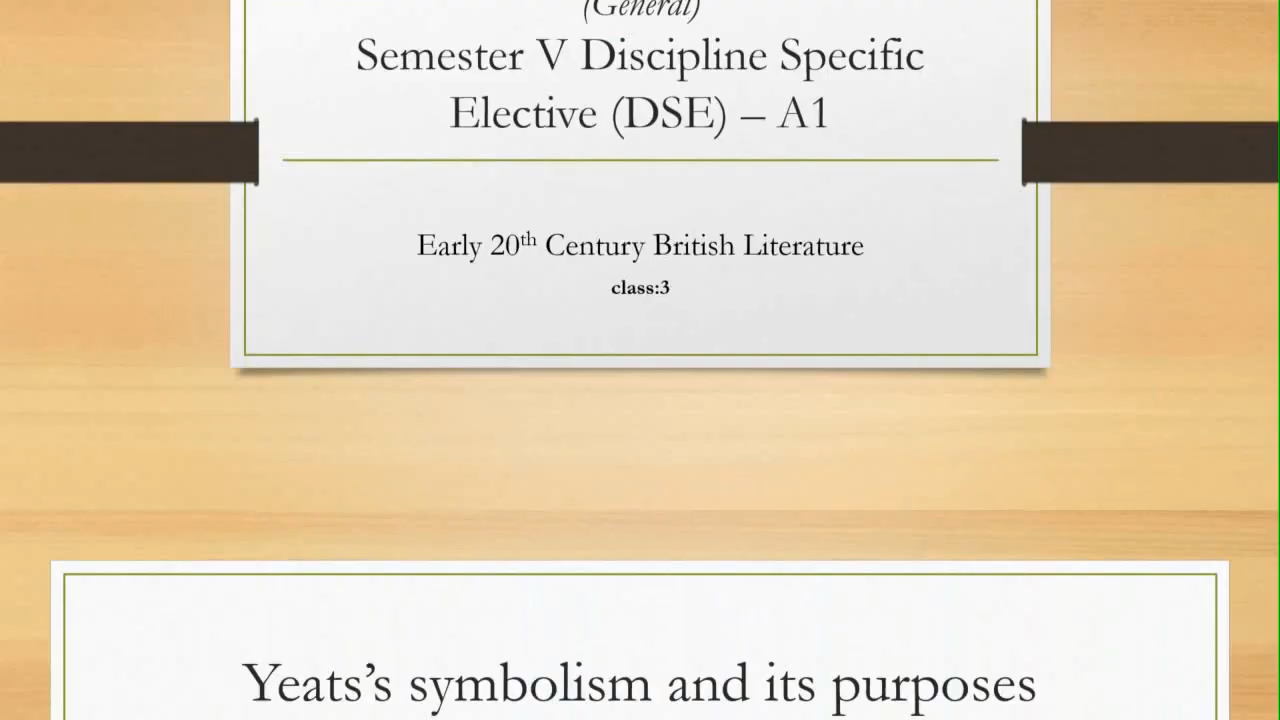 (General)
Semester V Discipline Specific
Elective (DSE) – A1
Early 20th Century British Literature
class:3
Yeats’s symbolism and its purposes